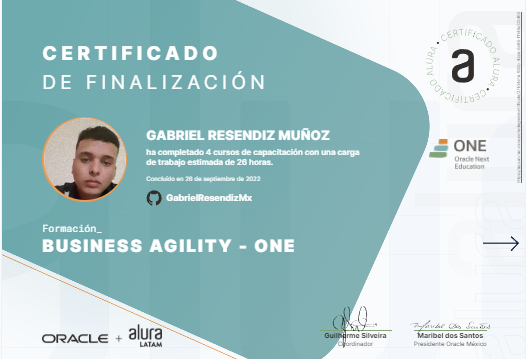 CERTIFICADO
DE FINALIZACIÓN
ALURA • CERTIFICADO ALURA • CERTIFICADO
a
GABRIEL RESENDIZ MUÑOZ
ha completado 4 cursos de capacitación con una carga
de trabajo estimada de 26 horas.
Concluido en 26 de septiembre de 2022
GabrielResendizMx
ONE
Oracle Next
Education
Formación_
BUSINESS AGILITY - ONE
ORACLE + alura
LATAM
Guilherme Silveira
Coordinador
Maribel dos Santos
Presidente Oracle México